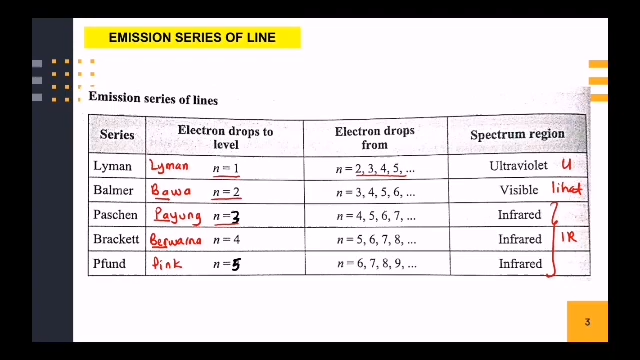 EMISSION SERIES OF LINE
Emission series of lines
Series Electron drops to level Electron drops from Spectrum region
Lyman Lyman n = 1 n = 2, 3, 4, 5, ... Ultraviolet U
Balmer Bawa n = 2 n = 3, 4, 5, 6, ... Visible lihat
Paschen Payung n = 3 n = 4, 5, 6, 7, ... Infrared
Brackett Berwarna n = 4 n = 5, 6, 7, 8, ... Infrared IR
Pfund Pink n = 5 n = 6, 7, 8, 9, ... Infrared
3